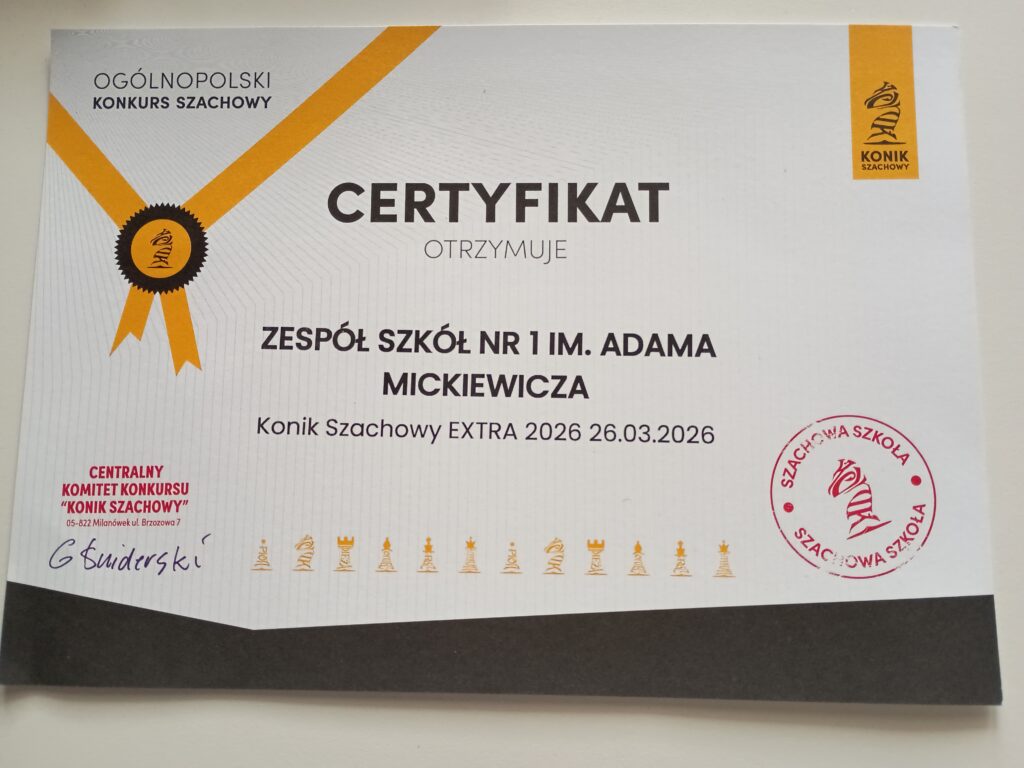 OGÓLNOPOLSKI
KONKURS SZACHOWY
KONIK
SZACHOWY
CERTYFIKAT
OTRZYMUJE
ZESPÓŁ SZKÓŁ NR 1 IM. ADAMA
MICKIEWICZA
Konik Szachowy EXTRA 2026 26.03.2026
CENTRALNY
KOMITET KONKURSU
"KONIK SZACHOWY"
05-822 Milanówek ul. Brzozowa 7
G Świderski
SZACHOWA SZKOŁA
SZACHOWA SZKOŁA